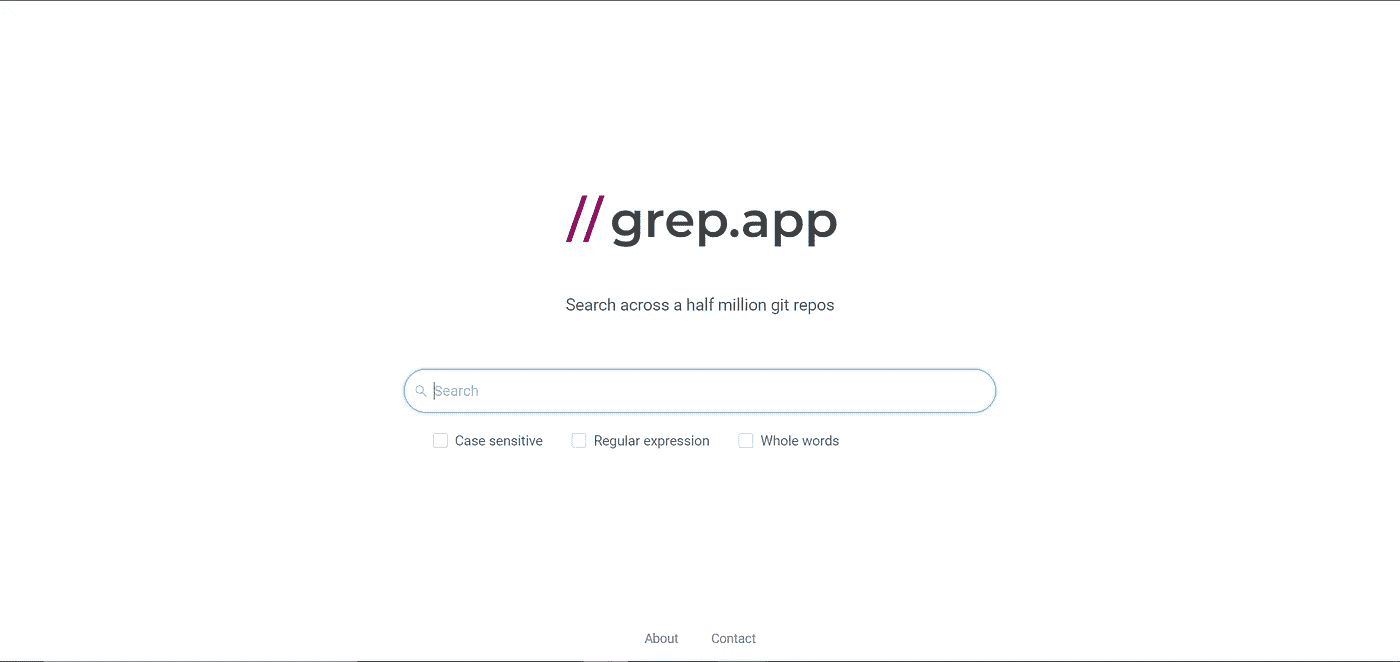 // grep.app
Search across a half million git repos
Search
Case sensitive Regular expression Whole words
About Contact